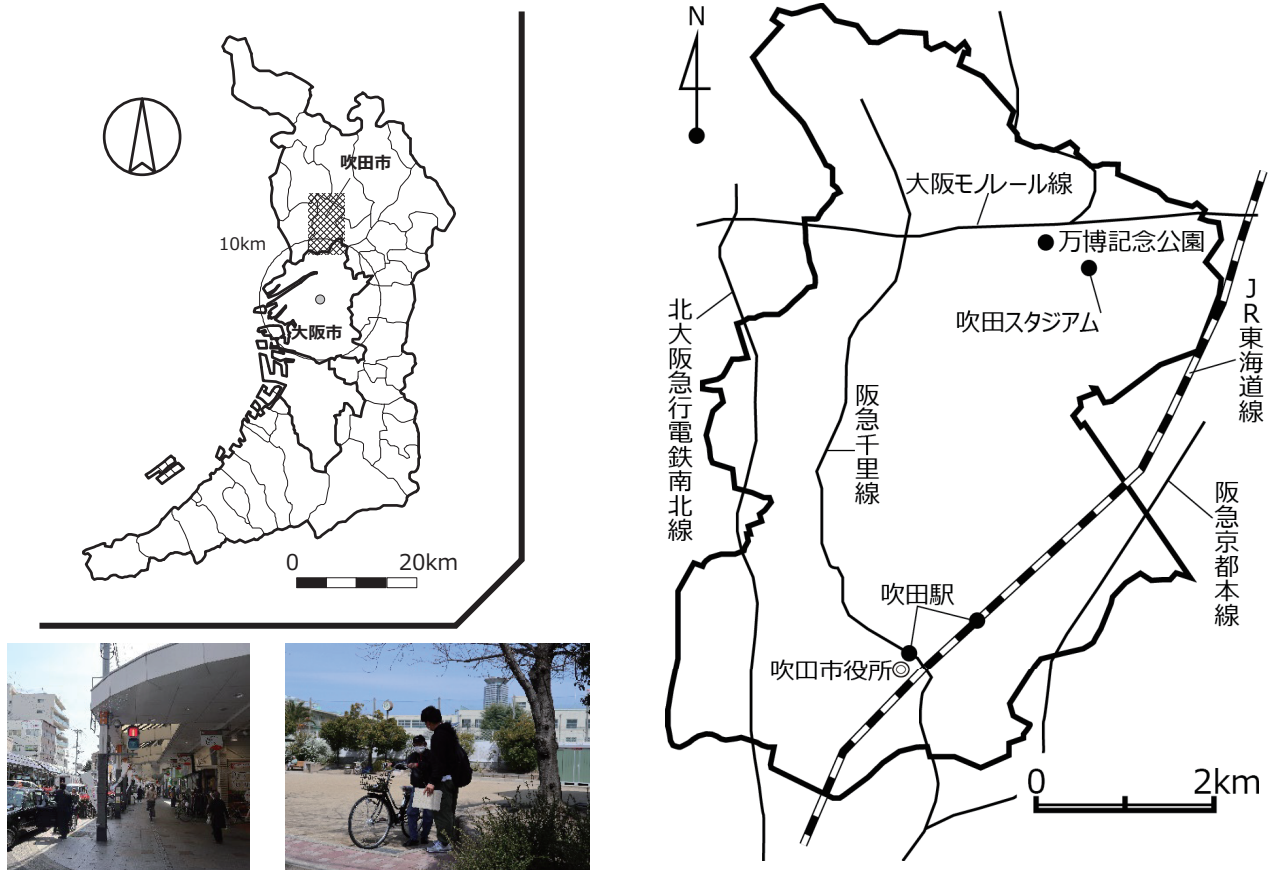 吹田市
10km
大阪市
0 20km
N
大阪モノレール線
万博記念公園
吹田スタジアム
JR東海道線
北大阪急行電鉄南北線
阪急千里線
阪急京都本線
吹田駅
吹田市役所
0 2km